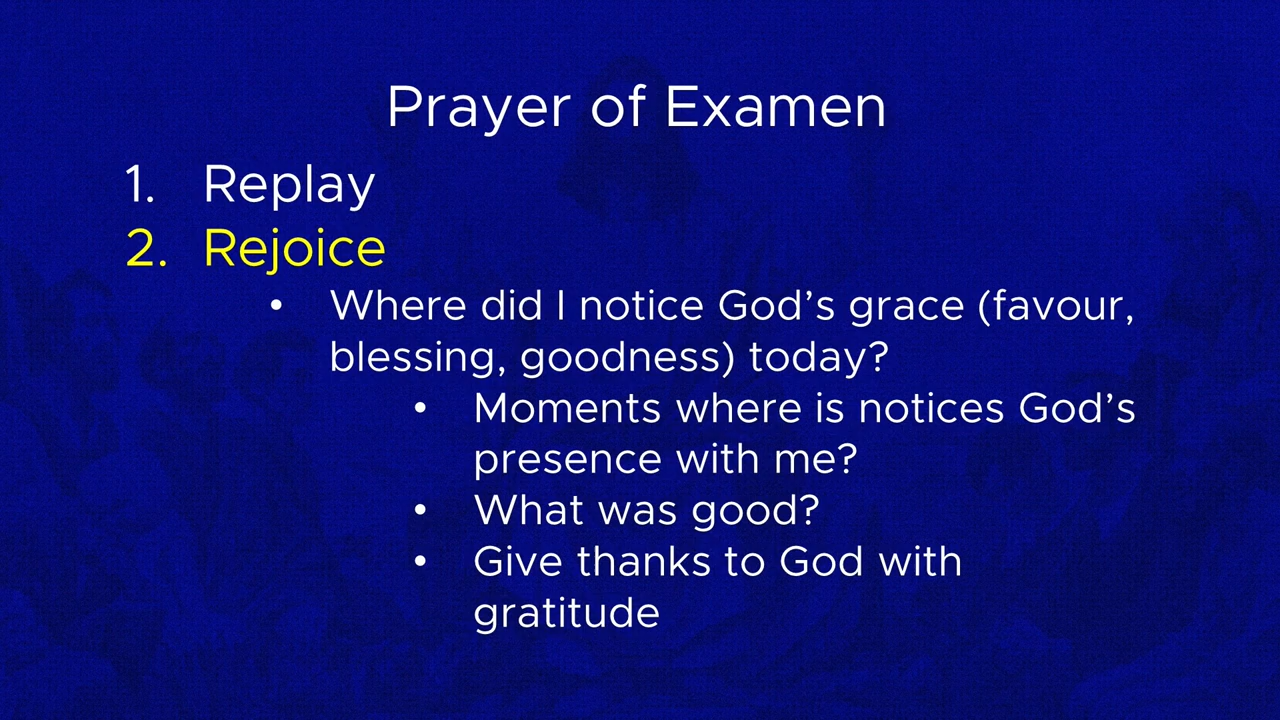 Prayer of Examen
1. Replay
2. Rejoice
• Where did I notice God’s grace (favour,
blessing, goodness) today?
• Moments where is notices God’s
presence with me?
• What was good?
• Give thanks to God with
gratitude